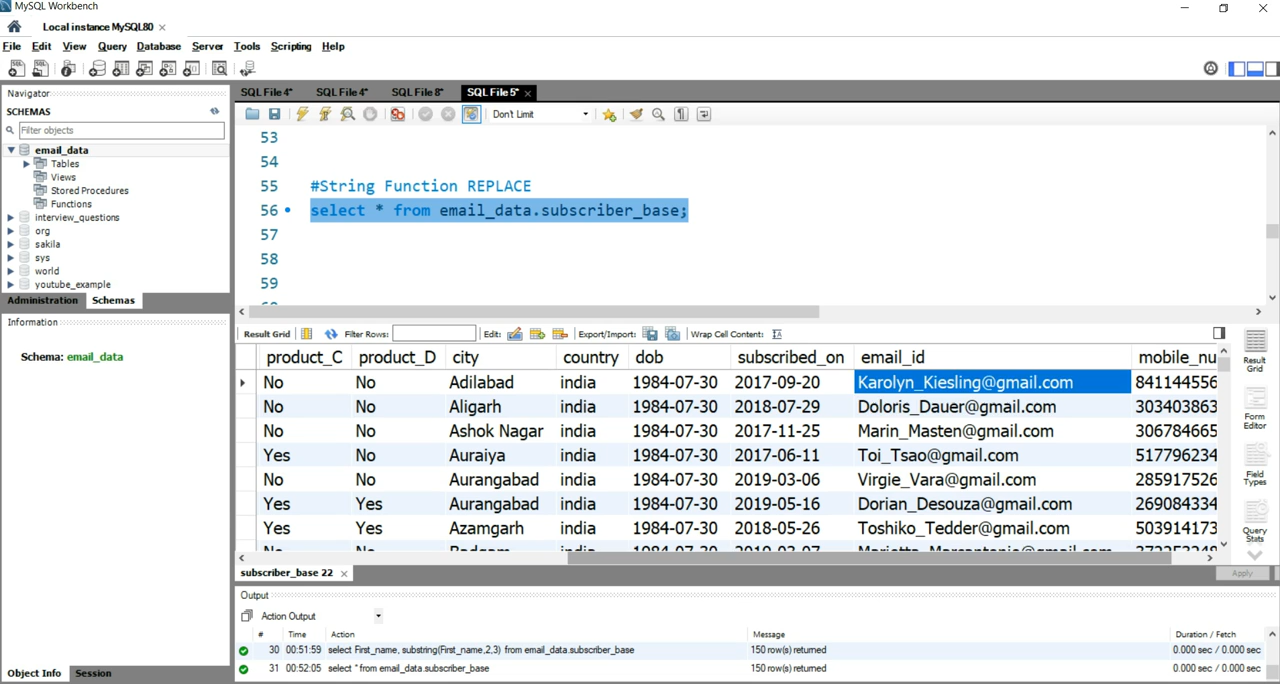 MySQL Workbench
Local instance MySQL80
File Edit View Query Database Server Tools Scripting Help
Navigator
SCHEMAS
Filter objects
email_data
Tables
Views
Stored Procedures
Functions
interview_questions
org
sakila
sys
world
youtube_example
Administration Schemas
Information
Schema: email_data
Object Info Session
SQL File 4* SQL File 4* SQL File 8* SQL File 5*
Don't Limit
53
54
55 #String Function REPLACE
56 select * from email_data.subscriber_base;
57
58
59
Result Grid Filter Rows: Edit: Export/Import: Wrap Cell Content:
product_C product_D city country dob subscribed_on email_id mobile_nu
No No Adilabad india 1984-07-30 2017-09-20 Karolyn_Kiesling@gmail.com 841144556
No No Aligarh india 1984-07-30 2018-07-29 Doloris_Dauer@gmail.com 303403863
No No Ashok Nagar india 1984-07-30 2017-11-25 Marin_Masten@gmail.com 306784665
Yes No Auraiya india 1984-07-30 2017-06-11 Toi_Tsao@gmail.com 517796234
No No Aurangabad india 1984-07-30 2019-03-06 Virgie_Vara@gmail.com 285917526
Yes Yes Aurangabad india 1984-07-30 2019-05-16 Dorian_Desouza@gmail.com 269084334
Yes Yes Azamgarh india 1984-07-30 2018-05-26 Toshiko_Tedder@gmail.com 503914173
Result Grid
Form Editor
Field Types
Query Stats
subscriber_base 22
Apply
Output
Action Output
# Time Action Message Duration / Fetch
30 00:51:59 select First_name, substring(First_name,2,3) from email_data.subscriber_base 150 row(s) returned 0.000 sec / 0.000 sec
31 00:52:05 select * from email_data.subscriber_base 150 row(s) returned 0.000 sec / 0.000 sec